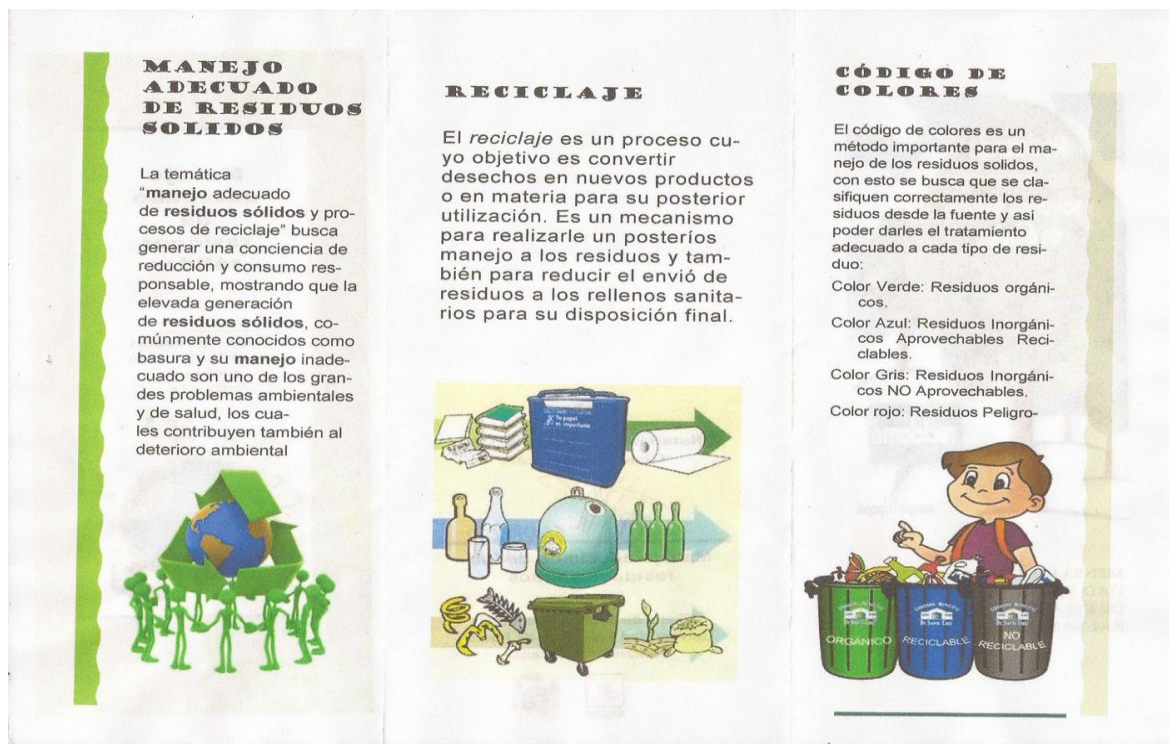 MANEJO
ADECUADO
DE RESIDUOS
SOLIDOS
La temática
“manejo adecuado
de residuos sólidos y pro-
cesos de reciclaje” busca
generar una conciencia de
reducción y consumo res-
ponsable, mostrando que la
elevada generación
de residuos sólidos, co-
múnmente conocidos como
basura y su manejo inade-
cuado son uno de los gran-
des problemas ambientales
y de salud, los cua-
les contribuyen también al
deterioro ambiental
RECICLAJE
El reciclaje es un proceso cu-
yo objetivo es convertir
desechos en nuevos productos
o en materia para su posterior
utilización. Es un mecanismo
para realizarle un posteríos
manejo a los residuos y tam-
bién para reducir el envió de
residuos a los rellenos sanita-
rios para su disposición final.
Tu papel
es importante
CÓDIGO DE
COLORES
El código de colores es un
método importante para el ma-
nejo de los residuos solidos,
con esto se busca que se cla-
sifiquen correctamente los re-
siduos desde la fuente y así
poder darles el tratamiento
adecuado a cada tipo de resi-
duo:
Color Verde: Residuos orgáni-
cos.
Color Azul: Residuos Inorgáni-
cos Aprovechables Reci-
clables.
Color Gris: Residuos Inorgáni-
cos NO Aprovechables.
Color rojo: Residuos Peligro-
ORGÁNICO
RECICLABLE
NO
RECICLABLE